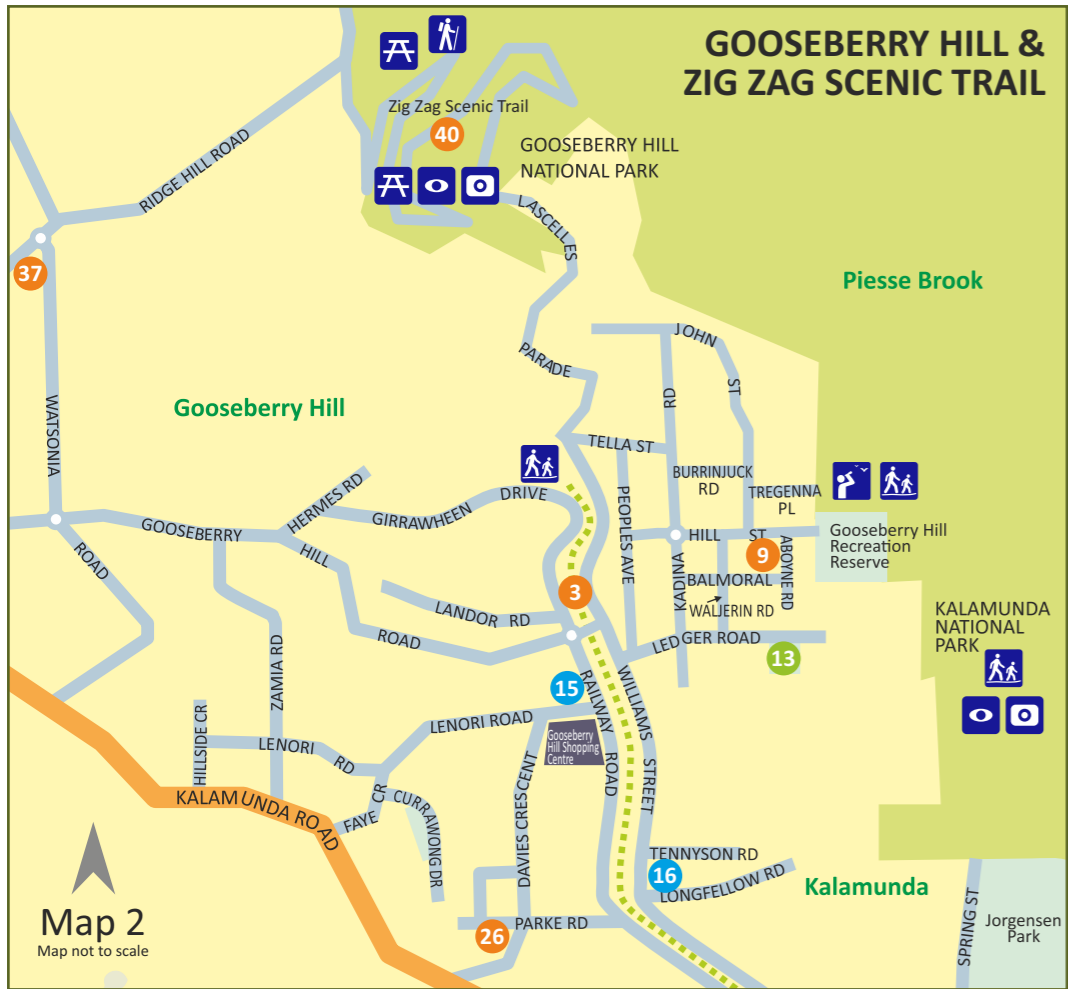 GOOSEBERRY HILL &
ZIG ZAG SCENIC TRAIL
Zig Zag Scenic Trail
40
GOOSEBERRY HILL
NATIONAL PARK
RIDGE HILL ROAD
LASCELLES
37
Piesse Brook
PARADE
JOHN
ST
RD
WATSONIA
Gooseberry Hill
TELLA ST
BURRINJUCK
RD
TREGENNA
PL
HERMES RD
GIRRAWHEEN
DRIVE
PEOPLES AVE
GOOSEBERRY
HILL
HILL
ST
Gooseberry Hill
Recreation
Reserve
ROAD
9
ABOYNE RD
KADINA
BALMORAL
3
WALJERIN RD
LANDOR RD
ROAD
LEDGER ROAD
KALAMUNDA
NATIONAL
PARK
13
ZAMIA RD
15
RAILWAY
WILLIAMS
HILLSIDE CR
LENORI ROAD
LENORI
RD
Gooseberry
Hill Shopping
Centre
ROAD
STREET
KALAMUNDA ROAD
FAYE CR
CURRAWONG DR
DAVIES CRESCENT
TENNYSON RD
16
LONGFELLOW RD
Kalamunda
Map 2
Map not to scale
PARKE RD
26
SPRING ST
Jorgensen
Park